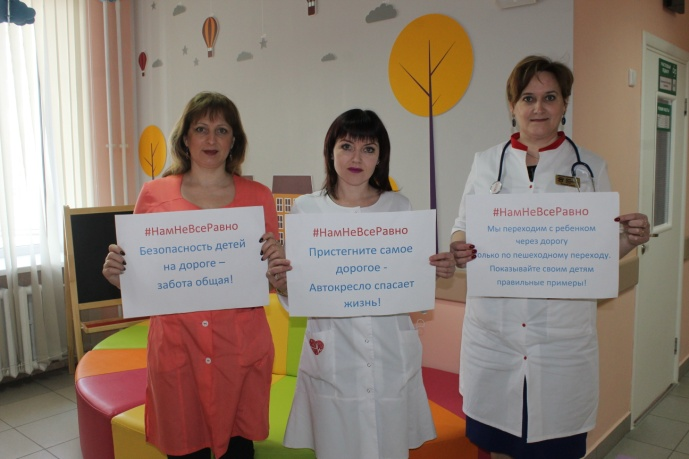 #НамНеВсеРавно
Безопасность детей
на дороге –
забота общая!
#НамНеВсеРавно
Пристегните самое
дорогое -
Автокресло спасает
жизнь!
#НамНеВсеРавно
Мы переходим с ребенком
через дорогу
олько по пешеходному переходу.
Показывайте своим детям
правильные примеры!